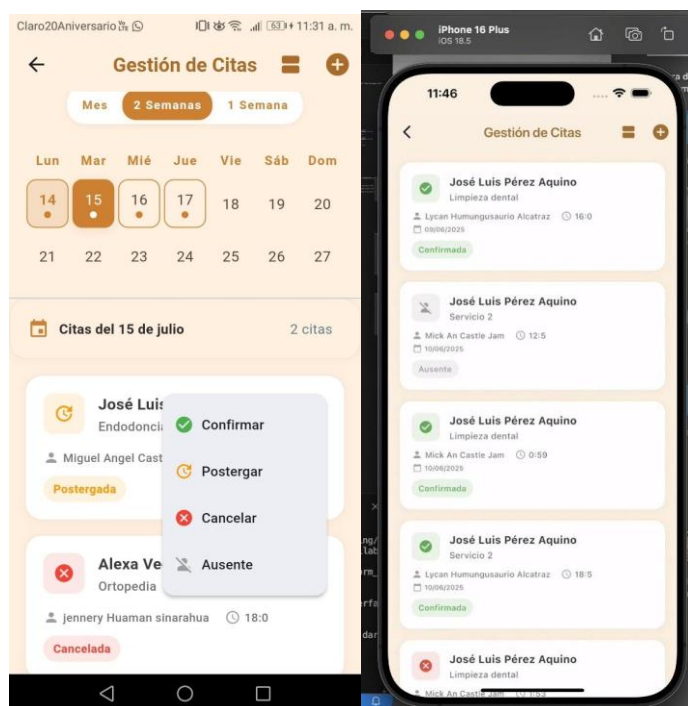 Claro20Aniversario
63
11:31 a. m.
Gestión de Citas
Mes
2 Semanas
1 Semana
Lun Mar Mié Jue Vie Sáb Dom
14 15 16 17 18 19 20
21 22 23 24 25 26 27
Citas del 15 de julio
2 citas
José Luis
Endodonci
Miguel Angel Cast
Postergada
Confirmar
Postergar
Cancelar
Ausente
Alexa Ve
Ortopedia
jennery Huaman sinarahua
18:0
Cancelada
iPhone 16 Plus
iOS 18.5
11:46
Gestión de Citas
José Luis Pérez Aquino
Limpieza dental
Lycan Humungusaurio Alcatraz
16:0
09/06/2025
Confirmada
José Luis Pérez Aquino
Servicio 2
Mick An Castle Jam
12:5
10/06/2025
Ausente
José Luis Pérez Aquino
Limpieza dental
Mick An Castle Jam
0:59
10/06/2025
Confirmada
José Luis Pérez Aquino
Servicio 2
Lycan Humungusaurio Alcatraz
18:5
10/06/2025
Confirmada
José Luis Pérez Aquino
Limpieza dental
Mick An Castle Jam
1:53